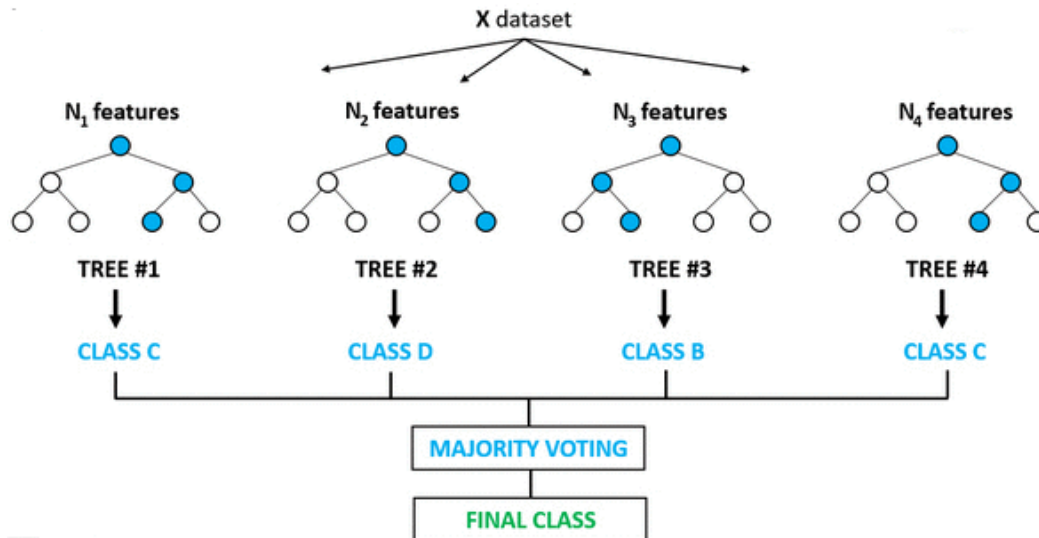 X dataset
N₁ features
N₂ features
N₃ features
N₄ features
TREE #1
TREE #2
TREE #3
TREE #4
CLASS C
CLASS D
CLASS B
CLASS C
MAJORITY VOTING
FINAL CLASS